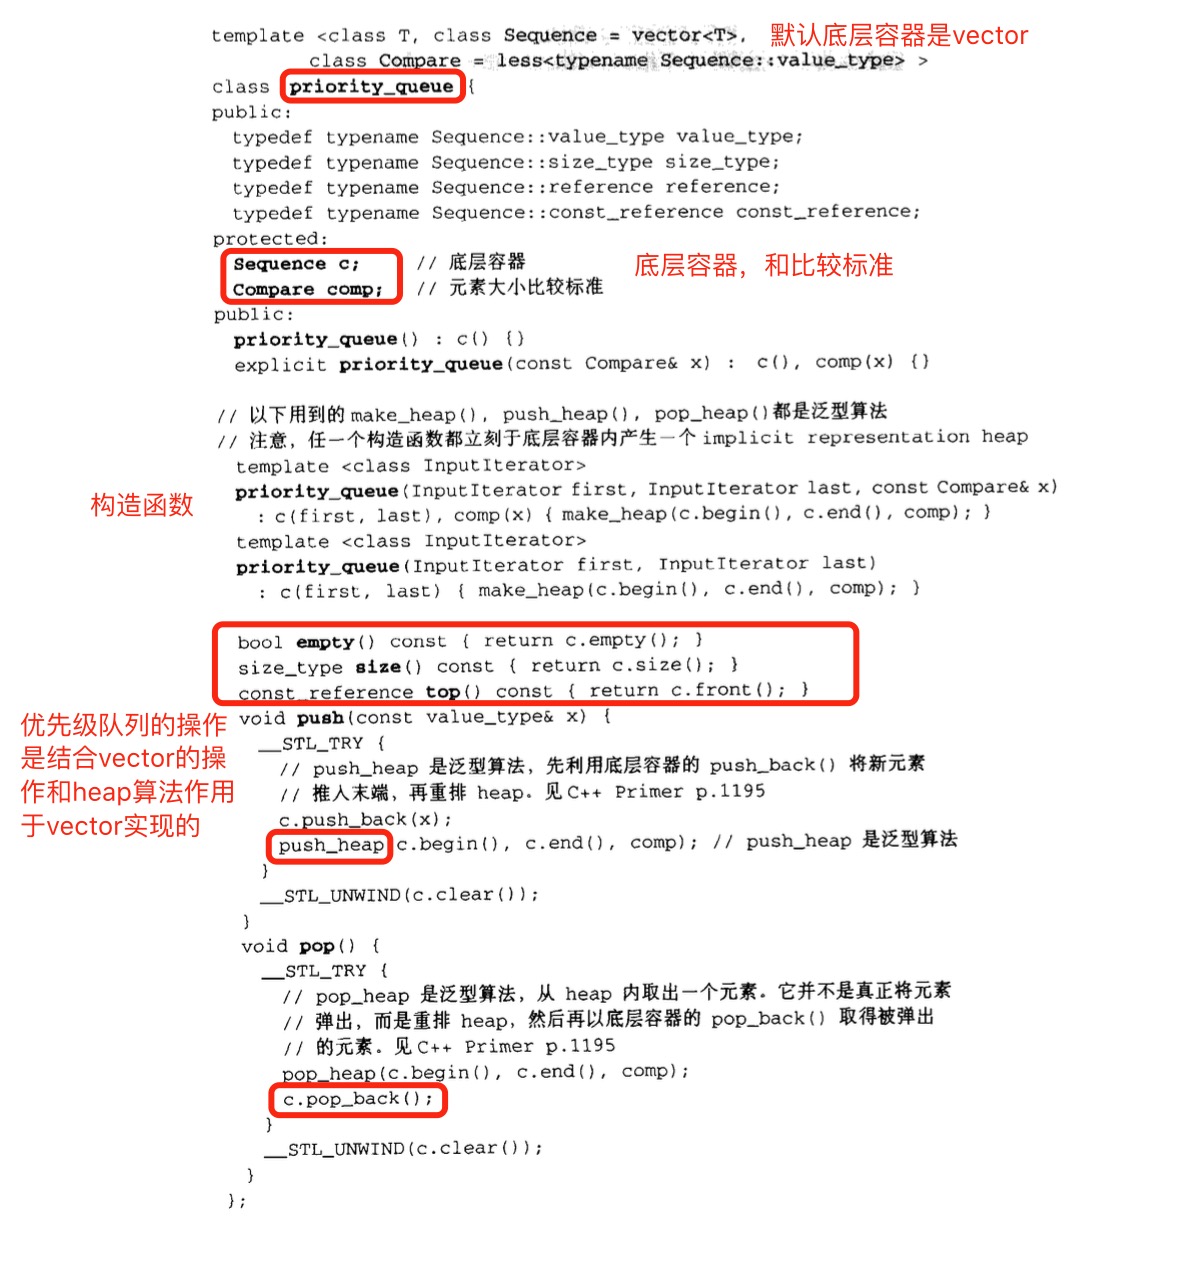 template <class T, class Sequence = vector<T>, 默认底层容器是vector
class Compare = less<typename Sequence::value_type> >
class priority_queue {
public:
typedef typename Sequence::value_type value_type;
typedef typename Sequence::size_type size_type;
typedef typename Sequence::reference reference;
typedef typename Sequence::const_reference const_reference;
protected:
Sequence c; // 底层容器
底层容器，和比较标准
Compare comp; // 元素大小比较标准
public:
priority_queue() : c() {}
explicit priority_queue(const Compare& x) : c(), comp(x) {}
// 以下用到的make_heap(), push_heap(), pop_heap()都是泛型算法
// 注意，任一个构造函数都立刻于底层容器内产生一个 implicit representation heap
template <class InputIterator>
构造函数
priority_queue(InputIterator first, InputIterator last, const Compare& x)
: c(first, last), comp(x) { make_heap(c.begin(), c.end(), comp); }
template <class InputIterator>
priority_queue(InputIterator first, InputIterator last)
: c(first, last) { make_heap(c.begin(), c.end(), comp); }
bool empty() const { return c.empty(); }
size_type size() const { return c.size(); }
const_reference top() const { return c.front(); }
优先级队列的操作
是结合vector的操
作和heap算法作用
于vector实现的
void push(const value_type& x) {
__STL_TRY {
// push_heap 是泛型算法，先利用底层容器的 push_back() 将新元素
// 推入末端，再重排 heap。见C++ Primer p.1195
c.push_back(x);
push_heap(c.begin(), c.end(), comp); // push_heap 是泛型算法
}
__STL_UNWIND(c.clear());
}
void pop() {
__STL_TRY {
// pop_heap 是泛型算法，从 heap 内取出一个元素。它并不是真正将元素
// 弹出，而是重排 heap，然后再以底层容器的 pop_back() 取得被弹出
// 的元素。见C++ Primer p.1195
pop_heap(c.begin(), c.end(), comp);
c.pop_back();
}
__STL_UNWIND(c.clear());
}
};